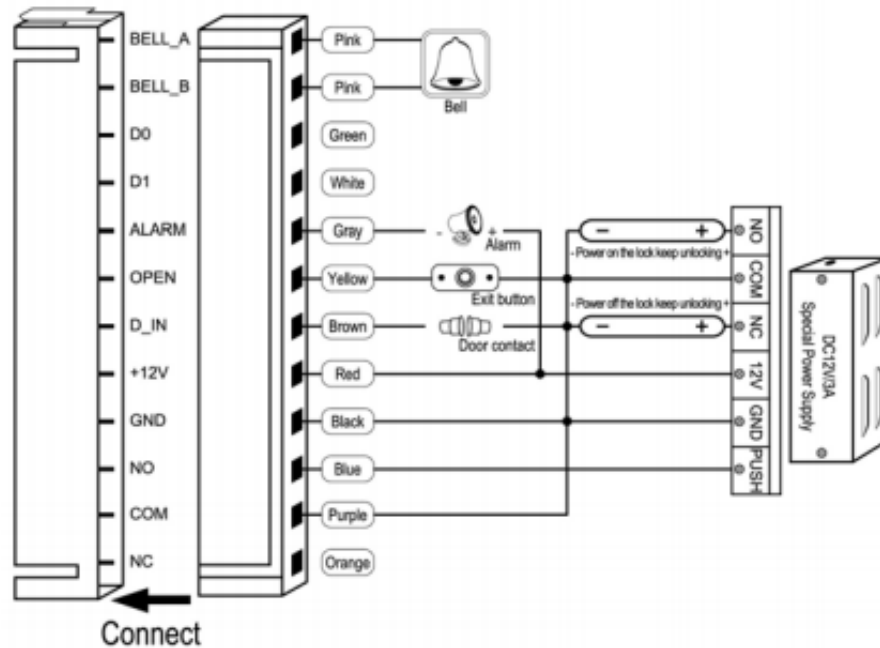 BELL_A
BELL_B
D0
D1
ALARM
OPEN
D_IN
+12V
GND
NO
COM
NC
Connect
Pink
Pink
Green
White
Gray
Yellow
Brown
Red
Black
Blue
Purple
Orange
Bell
- +
Alarm
Exit button
Door contact
- +
- Power on the lock keep unlocking +
- Power off the lock keep unlocking +
- +
NO
COM
NC
12V
GND
PUSH
DC12V/3A
Special Power Supply